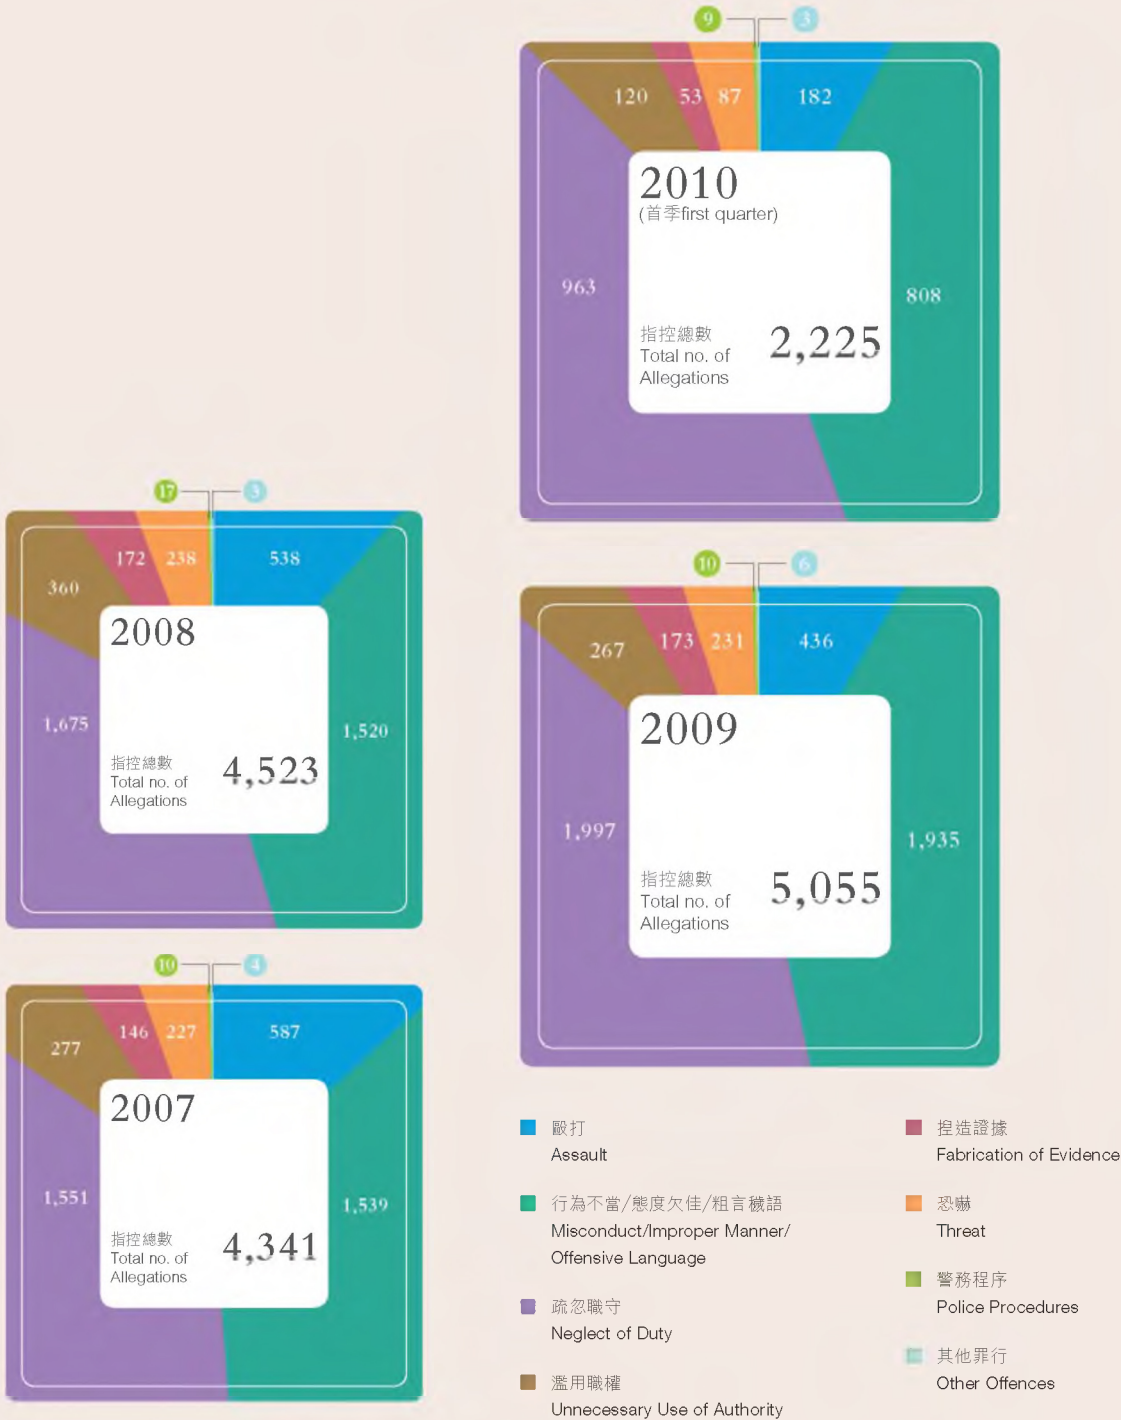 9 3
120 53 87 182
2010
(首季first quarter)
963
808
指控總數
Total no. of
Allegations
2,225
17 3
172 238 538
360
2008
1,675
1,520
指控總數
Total no. of
Allegations
4,523
10 6
267 173 231 436
2009
1,997
1,935
指控總數
Total no. of
Allegations
5,055
10 4
277 146 227 587
2007
1,551
1,539
指控總數
Total no. of
Allegations
4,341
毆打
Assault
行為不當/態度欠佳/粗言穢語
Misconduct/Improper Manner/
Offensive Language
疏忽職守
Neglect of Duty
濫用職權
Unnecessary Use of Authority
捏造證據
Fabrication of Evidence
恐嚇
Threat
警務程序
Police Procedures
其他罪行
Other Offences